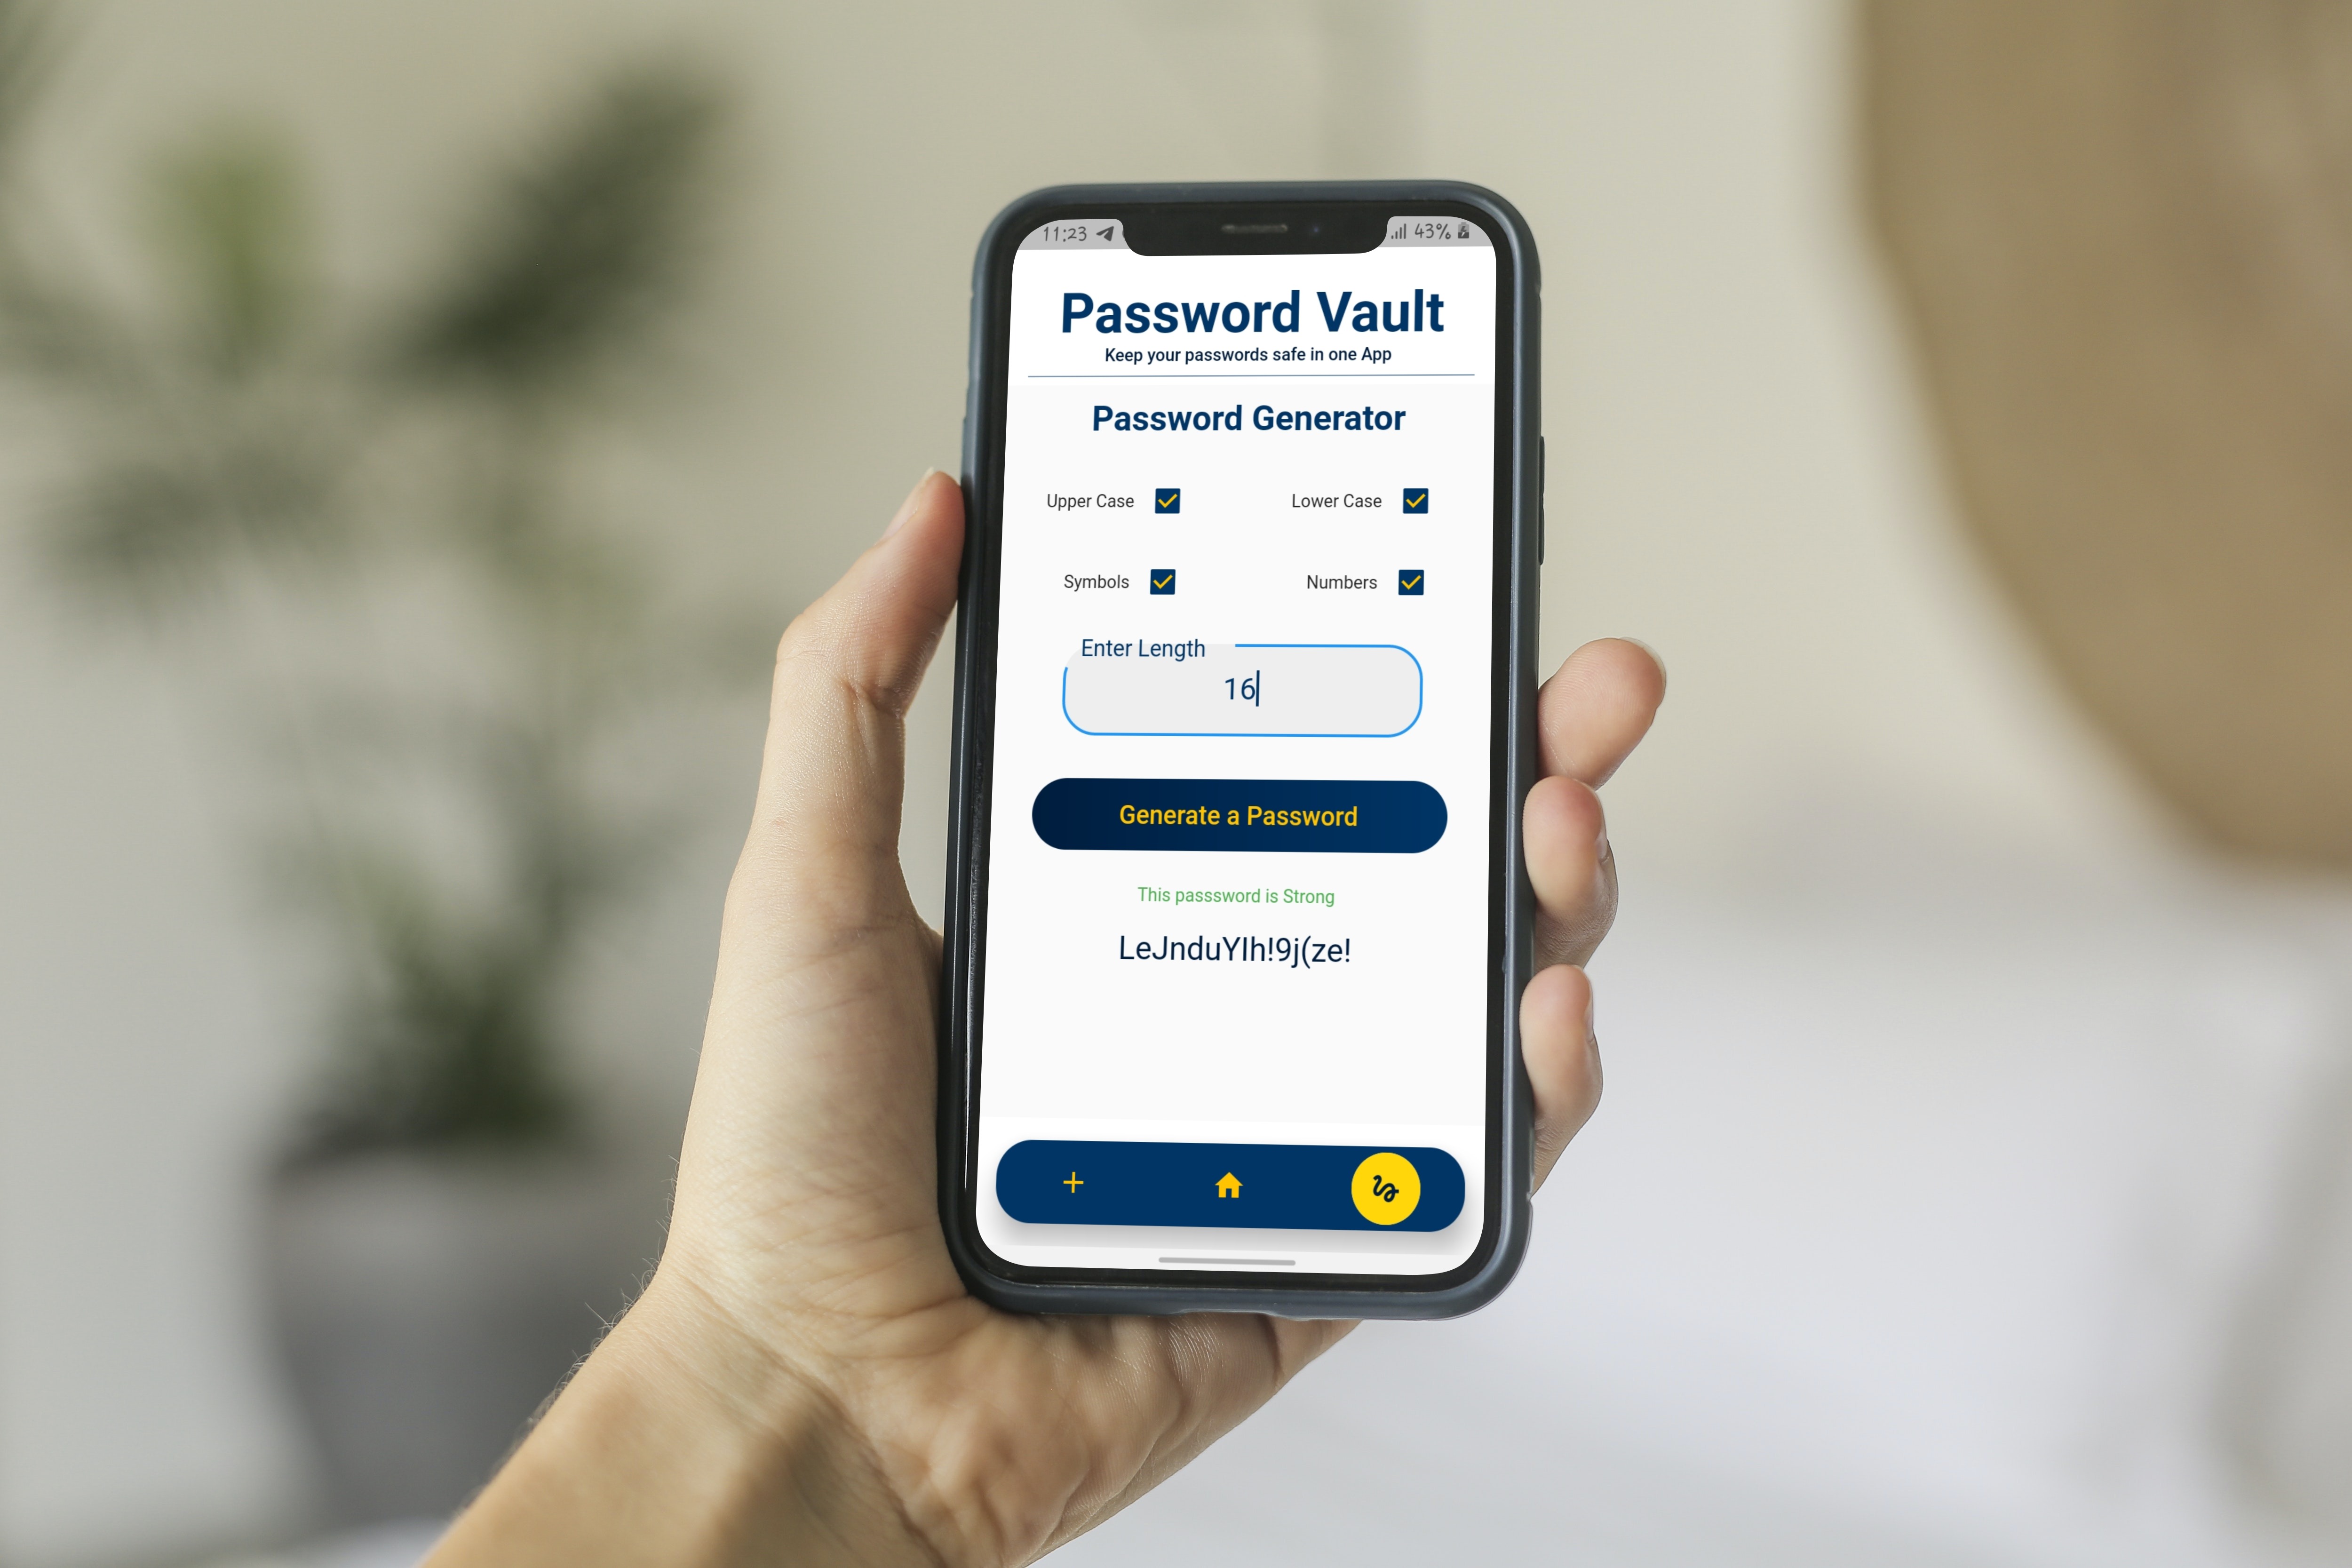 11:23 43%
Password Vault
Keep your passwords safe in one App
Password Generator
Upper Case Lower Case
Symbols Numbers
Enter Length
16
Generate a Password
This passsword is Strong
LeJnduYIh!9j(ze!